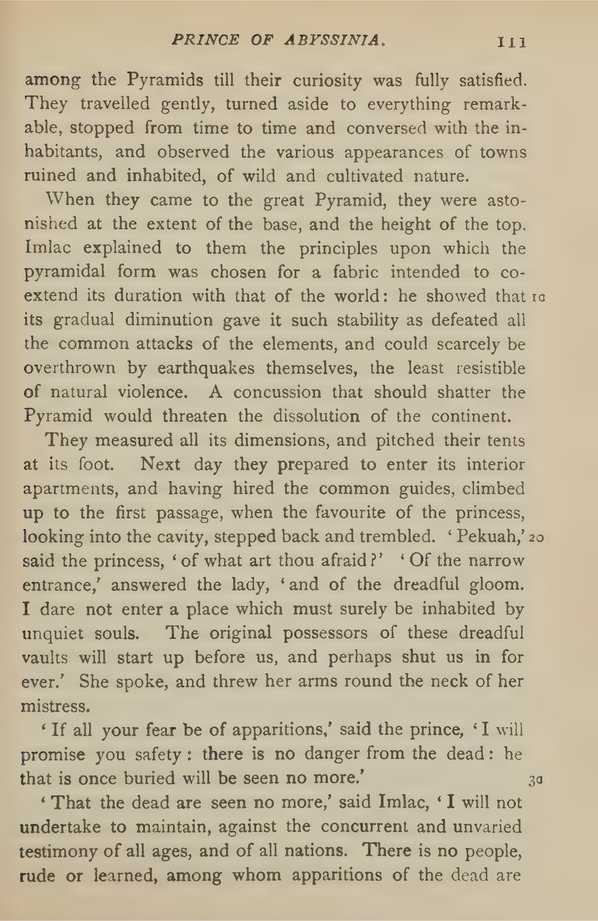 PRINCE OF ABYSSINIA. 111
among the Pyramids till their curiosity was fully satisfied.
They travelled gently, turned aside to everything remark-
able, stopped from time to time and conversed with the in-
habitants, and observed the various appearances of towns
ruined and inhabited, of wild and cultivated nature.
When they came to the great Pyramid, they were asto-
nished at the extent of the base, and the height of the top.
Imlac explained to them the principles upon which the
pyramidal form was chosen for a fabric intended to co-
extend its duration with that of the world: he showed that 10
its gradual diminution gave it such stability as defeated all
the common attacks of the elements, and could scarcely be
overthrown by earthquakes themselves, the least resistible
of natural violence. A concussion that should shatter the
Pyramid would threaten the dissolution of the continent.
They measured all its dimensions, and pitched their tents
at its foot. Next day they prepared to enter its interior
apartments, and having hired the common guides, climbed
up to the first passage, when the favourite of the princess,
looking into the cavity, stepped back and trembled. ‘ Pekuah,’ 20
said the princess, ‘ of what art thou afraid?’ ‘ Of the narrow
entrance,’ answered the lady, ‘ and of the dreadful gloom.
I dare not enter a place which must surely be inhabited by
unquiet souls. The original possessors of these dreadful
vaults will start up before us, and perhaps shut us in for
ever.’ She spoke, and threw her arms round the neck of her
mistress.
‘ If all your fear be of apparitions,’ said the prince, ‘ I will
promise you safety : there is no danger from the dead : he
that is once buried will be seen no more.’ 30
‘ That the dead are seen no more,’ said Imlac, ‘ I will not
undertake to maintain, against the concurrent and unvaried
testimony of all ages, and of all nations. There is no people,
rude or learned, among whom apparitions of the dead are